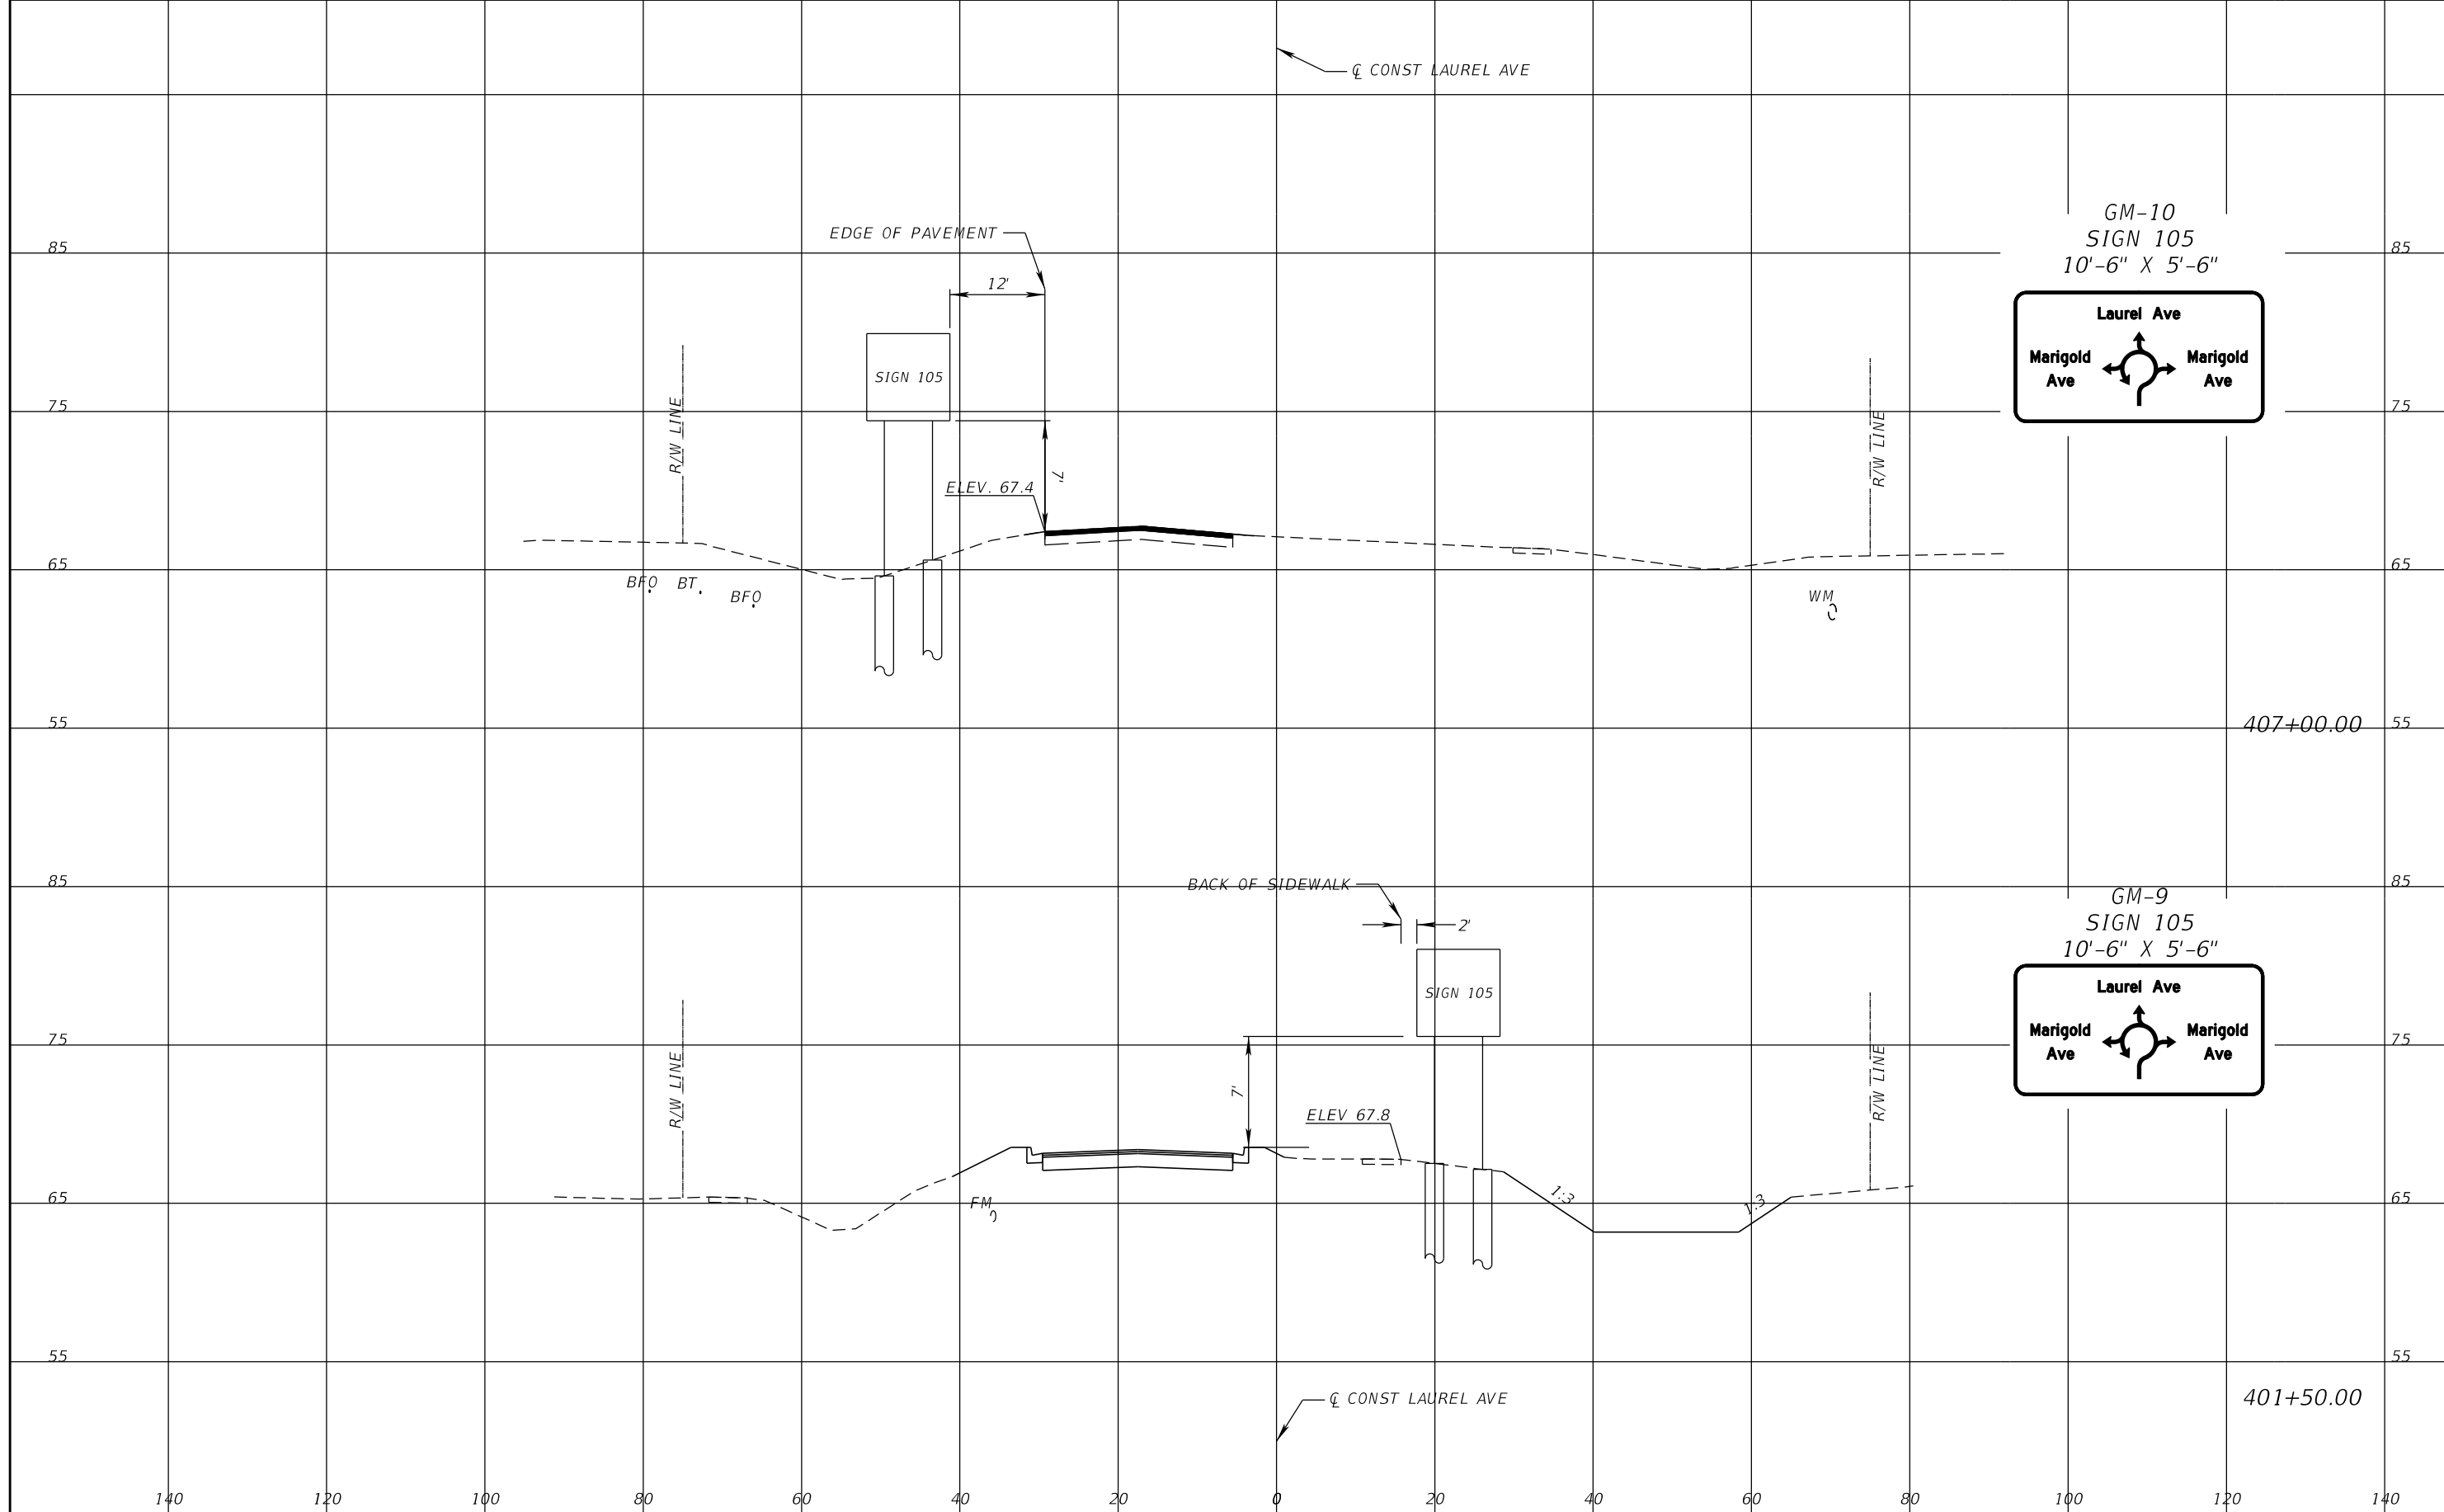 ℄ CONST LAUREL AVE
GM-10
SIGN 105
10'-6" X 5'-6"
EDGE OF PAVEMENT
85
85
12'
Laurel Ave
Marigold
Ave
Marigold
Ave
SIGN 105
75
75
R/W LINE
R/W LINE
7'
ELEV. 67.4
65
65
BFO
BT
BFO
WM
55
407+00.00
55
85
BACK OF SIDEWALK
85
GM-9
SIGN 105
10'-6" X 5'-6"
2'
Laurel Ave
Marigold
Ave
Marigold
Ave
SIGN 105
75
75
R/W LINE
R/W LINE
7'
ELEV 67.8
65
FM
1:3
1:3
65
55
55
℄ CONST LAUREL AVE
401+50.00
140 120 100 80 60 40 20 0 20 40 60 80 100 120 140